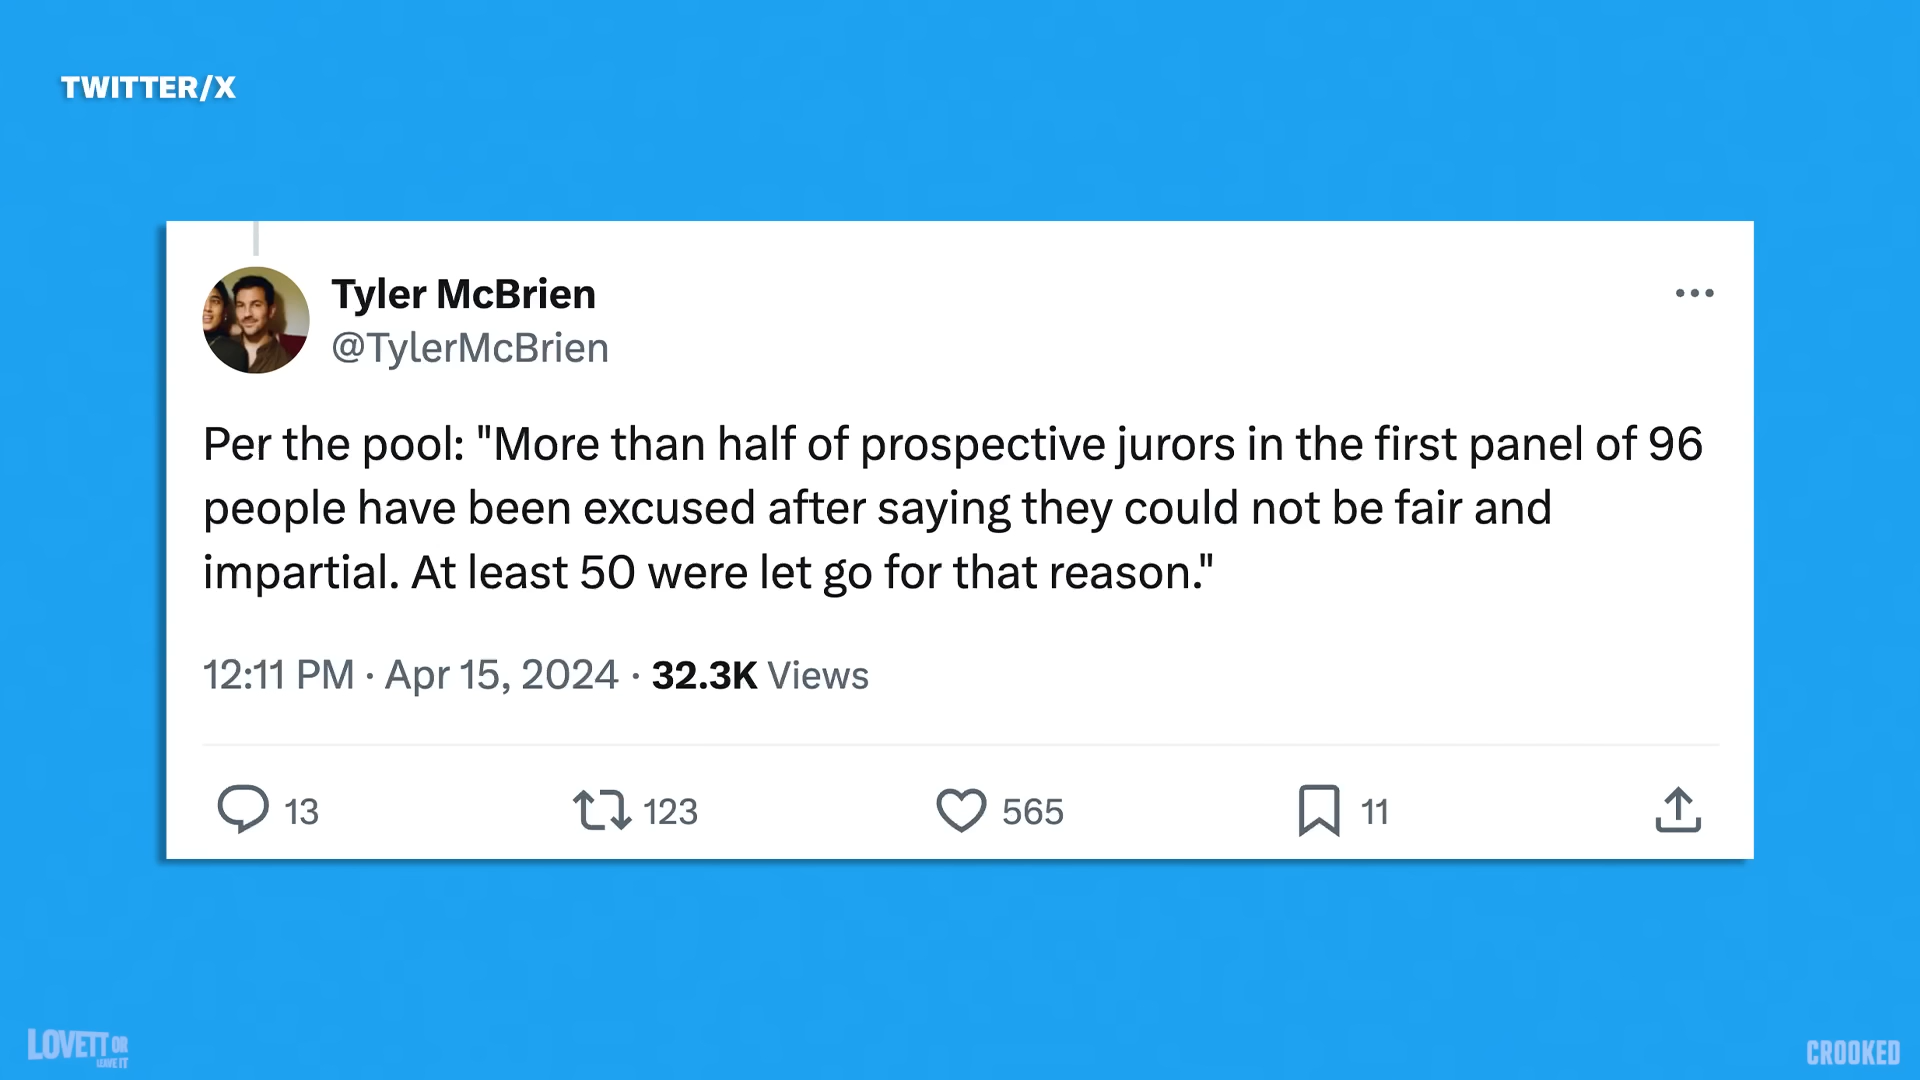 TWITTER/X
Tyler McBrien
@TylerMcBrien
Per the pool: "More than half of prospective jurors in the first panel of 96
people have been excused after saying they could not be fair and
impartial. At least 50 were let go for that reason."
12:11 PM · Apr 15, 2024 · 32.3K Views
13 123 565 11
LOVETT OR
LEAVE IT
CROOKED